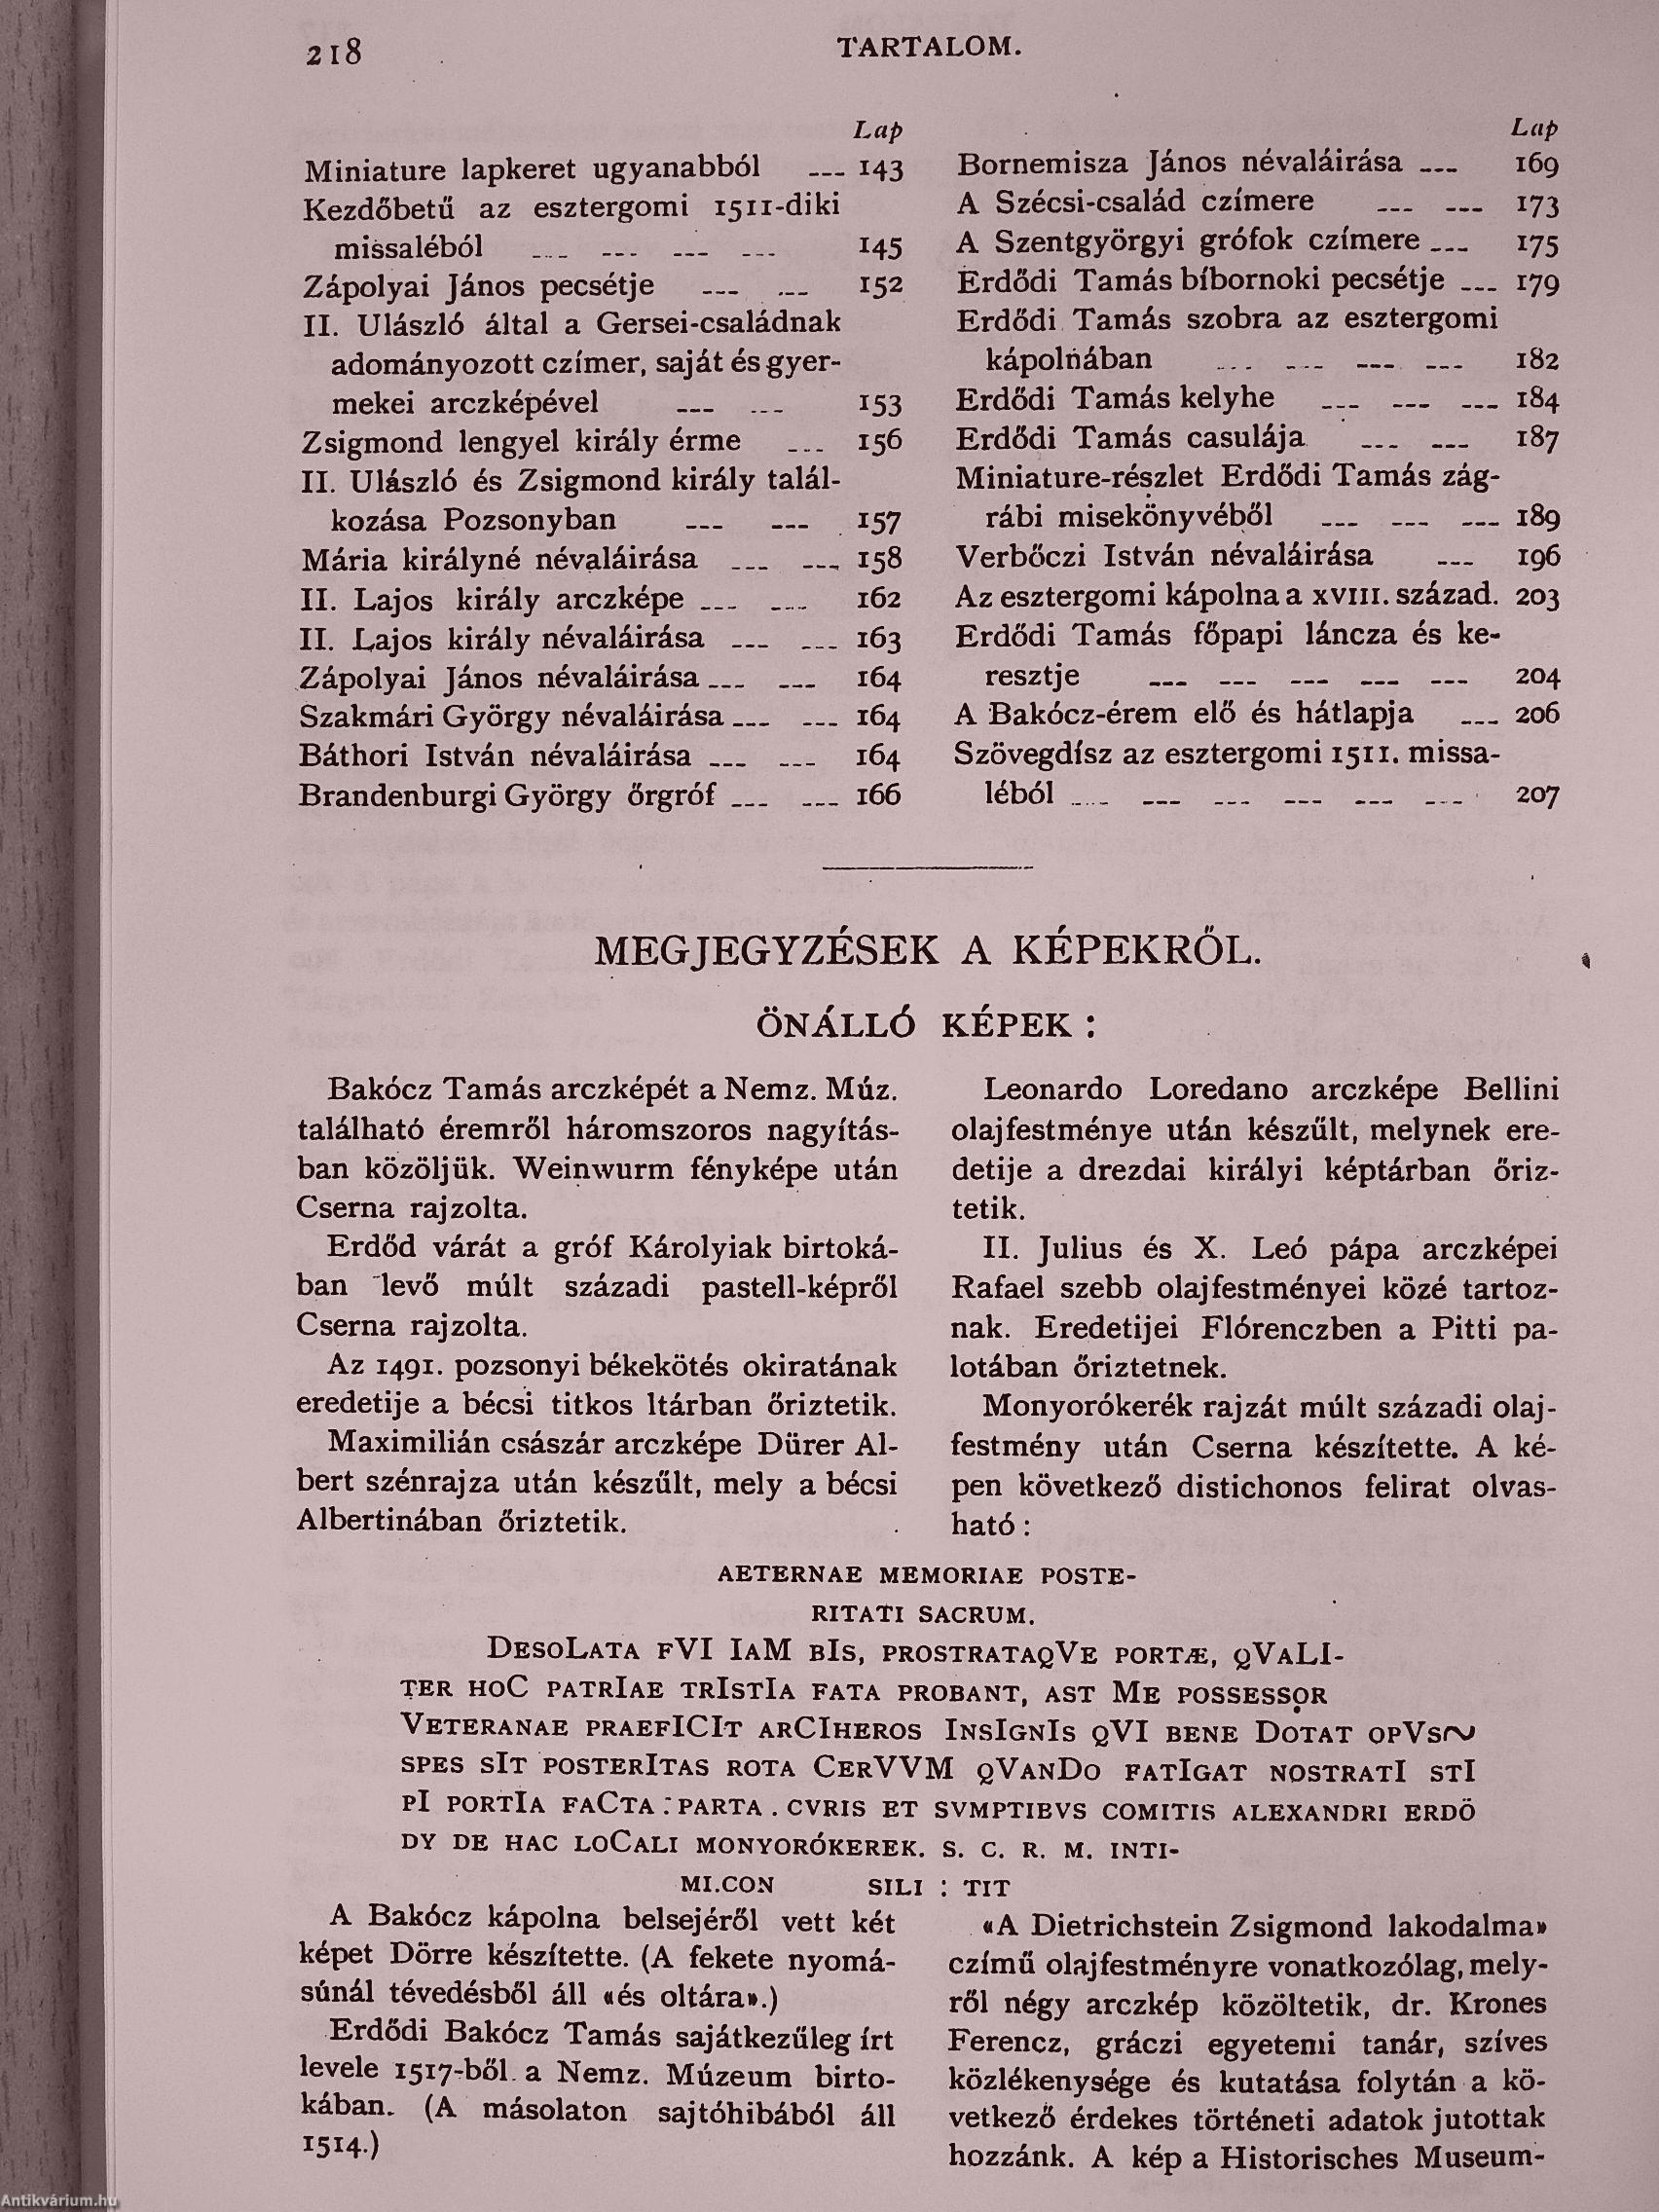 218
TARTALOM.
Lap
Miniature lapkeret ugyanabból --- 143
Kezdőbetű az esztergomi 1511-diki
missaléból --- --- --- --- 145
Zápolyai János pecsétje --- --- 152
II. Ulászló által a Gersei-családnak
adományozott czímer, saját és gyer-
mekei arczképével --- --- 153
Zsigmond lengyel király érme --- 156
II. Ulászló és Zsigmond király talál-
kozása Pozsonyban --- --- 157
Mária királyné névaláirása --- --- 158
II. Lajos király arczképe --- --- 162
II. Lajos király névaláirása --- --- 163
Zápolyai János névaláirása --- --- 164
Szakmári György névaláirása --- --- 164
Báthori István névaláirása --- --- 164
Brandenburgi György őrgróf --- --- 166
Lap
Bornemisza János névaláirása --- 169
A Szécsi-család czímere --- --- 173
A Szentgyörgyi grófok czímere --- 175
Erdődi Tamás bíbornoki pecsétje --- 179
Erdődi Tamás szobra az esztergomi
kápolnában --- --- --- --- 182
Erdődi Tamás kelyhe --- --- --- 184
Erdődi Tamás casulája --- --- 187
Miniature-részlet Erdődi Tamás zág-
rábi misekönyvéből --- --- --- 189
Verbőczi István névaláirása --- 196
Az esztergomi kápolna a XVIII. század. 203
Erdődi Tamás főpapi láncza és ke-
resztje --- --- --- --- --- 204
A Bakócz-érem elő és hátlapja --- 206
Szövegdísz az esztergomi 1511. missa-
léból --- --- --- --- --- --- 207
MEGJEGYZÉSEK A KÉPEKRŐL.
ÖNÁLLÓ KÉPEK :
Bakócz Tamás arczképét a Nemz. Múz.
található éremről háromszoros nagyítás-
ban közöljük. Weinwurm fényképe után
Cserna rajzolta.
Erdőd várát a gróf Károlyiak birtoká-
ban levő múlt századi pastell-képről
Cserna rajzolta.
Az 1491. pozsonyi békekötés okiratának
eredetije a bécsi titkos ltárban őriztetik.
Maximilián császár arczképe Dürer Al-
bert szénrajza után készűlt, mely a bécsi
Albertinában őriztetik.
Leonardo Loredano arczképe Bellini
olajfestménye után készűlt, melynek ere-
detije a drezdai királyi képtárban őriz-
tetik.
II. Julius és X. Leó pápa arczképei
Rafael szebb olajfestményei közé tartoz-
nak. Eredetijei Flórenczben a Pitti pa-
lotában őriztetnek.
Monyorókerék rajzát múlt századi olaj-
festmény után Cserna készítette. A ké-
pen következő distichonos felirat olvas-
ható :
AETERNAE MEMORIAE POSTE-
RITATI SACRUM.
DESOLATA FVI IAM BIS, PROSTRATAQVE PORTÆ, QVALI-
TER HOC PATRIAE TRISTIA FATA PROBANT, AST ME POSSESSOR
VETERANAE PRAEFICIT ARCIHEROS INSIGNIS QVI BENE DOTAT OPVS~
SPES SIT POSTERITAS ROTA CERVVM QVANDO FATIGAT NOSTRATI STI
PI PORTIA FACTA : PARTA . CVRIS ET SVMPTIBVS COMITIS ALEXANDRI ERDÖ
DY DE HAC LOCALI MONYORÓKEREK. S. C. R. M. INTI-
MI.CON SILI : TIT
A Bakócz kápolna belsejéről vett két
képet Dörre készítette. (A fekete nyomá-
súnál tévedésből áll «és oltára».)
Erdődi Bakócz Tamás sajátkezűleg írt
levele 1517-ből a Nemz. Múzeum birto-
kában. (A másolaton sajtóhibából áll
1514.)
«A Dietrichstein Zsigmond lakodalma»
czímű olajfestményre vonatkozólag, mely-
ről négy arczkép közöltetik, dr. Krones
Ferencz, gráczi egyetemi tanár, szíves
közlékenysége és kutatása folytán a kö-
vetkező érdekes történeti adatok jutottak
hozzánk. A kép a Historisches Museum-
Antikvárium.hu